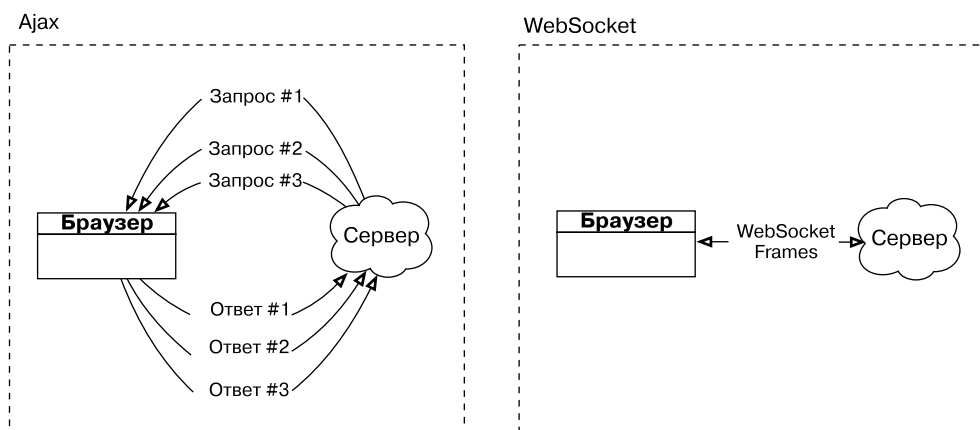 Ajax
Запрос #1
Запрос #2
Запрос #3
Браузер
Сервер
Ответ #1
Ответ #2
Ответ #3
WebSocket
Браузер
WebSocket
Frames
Сервер